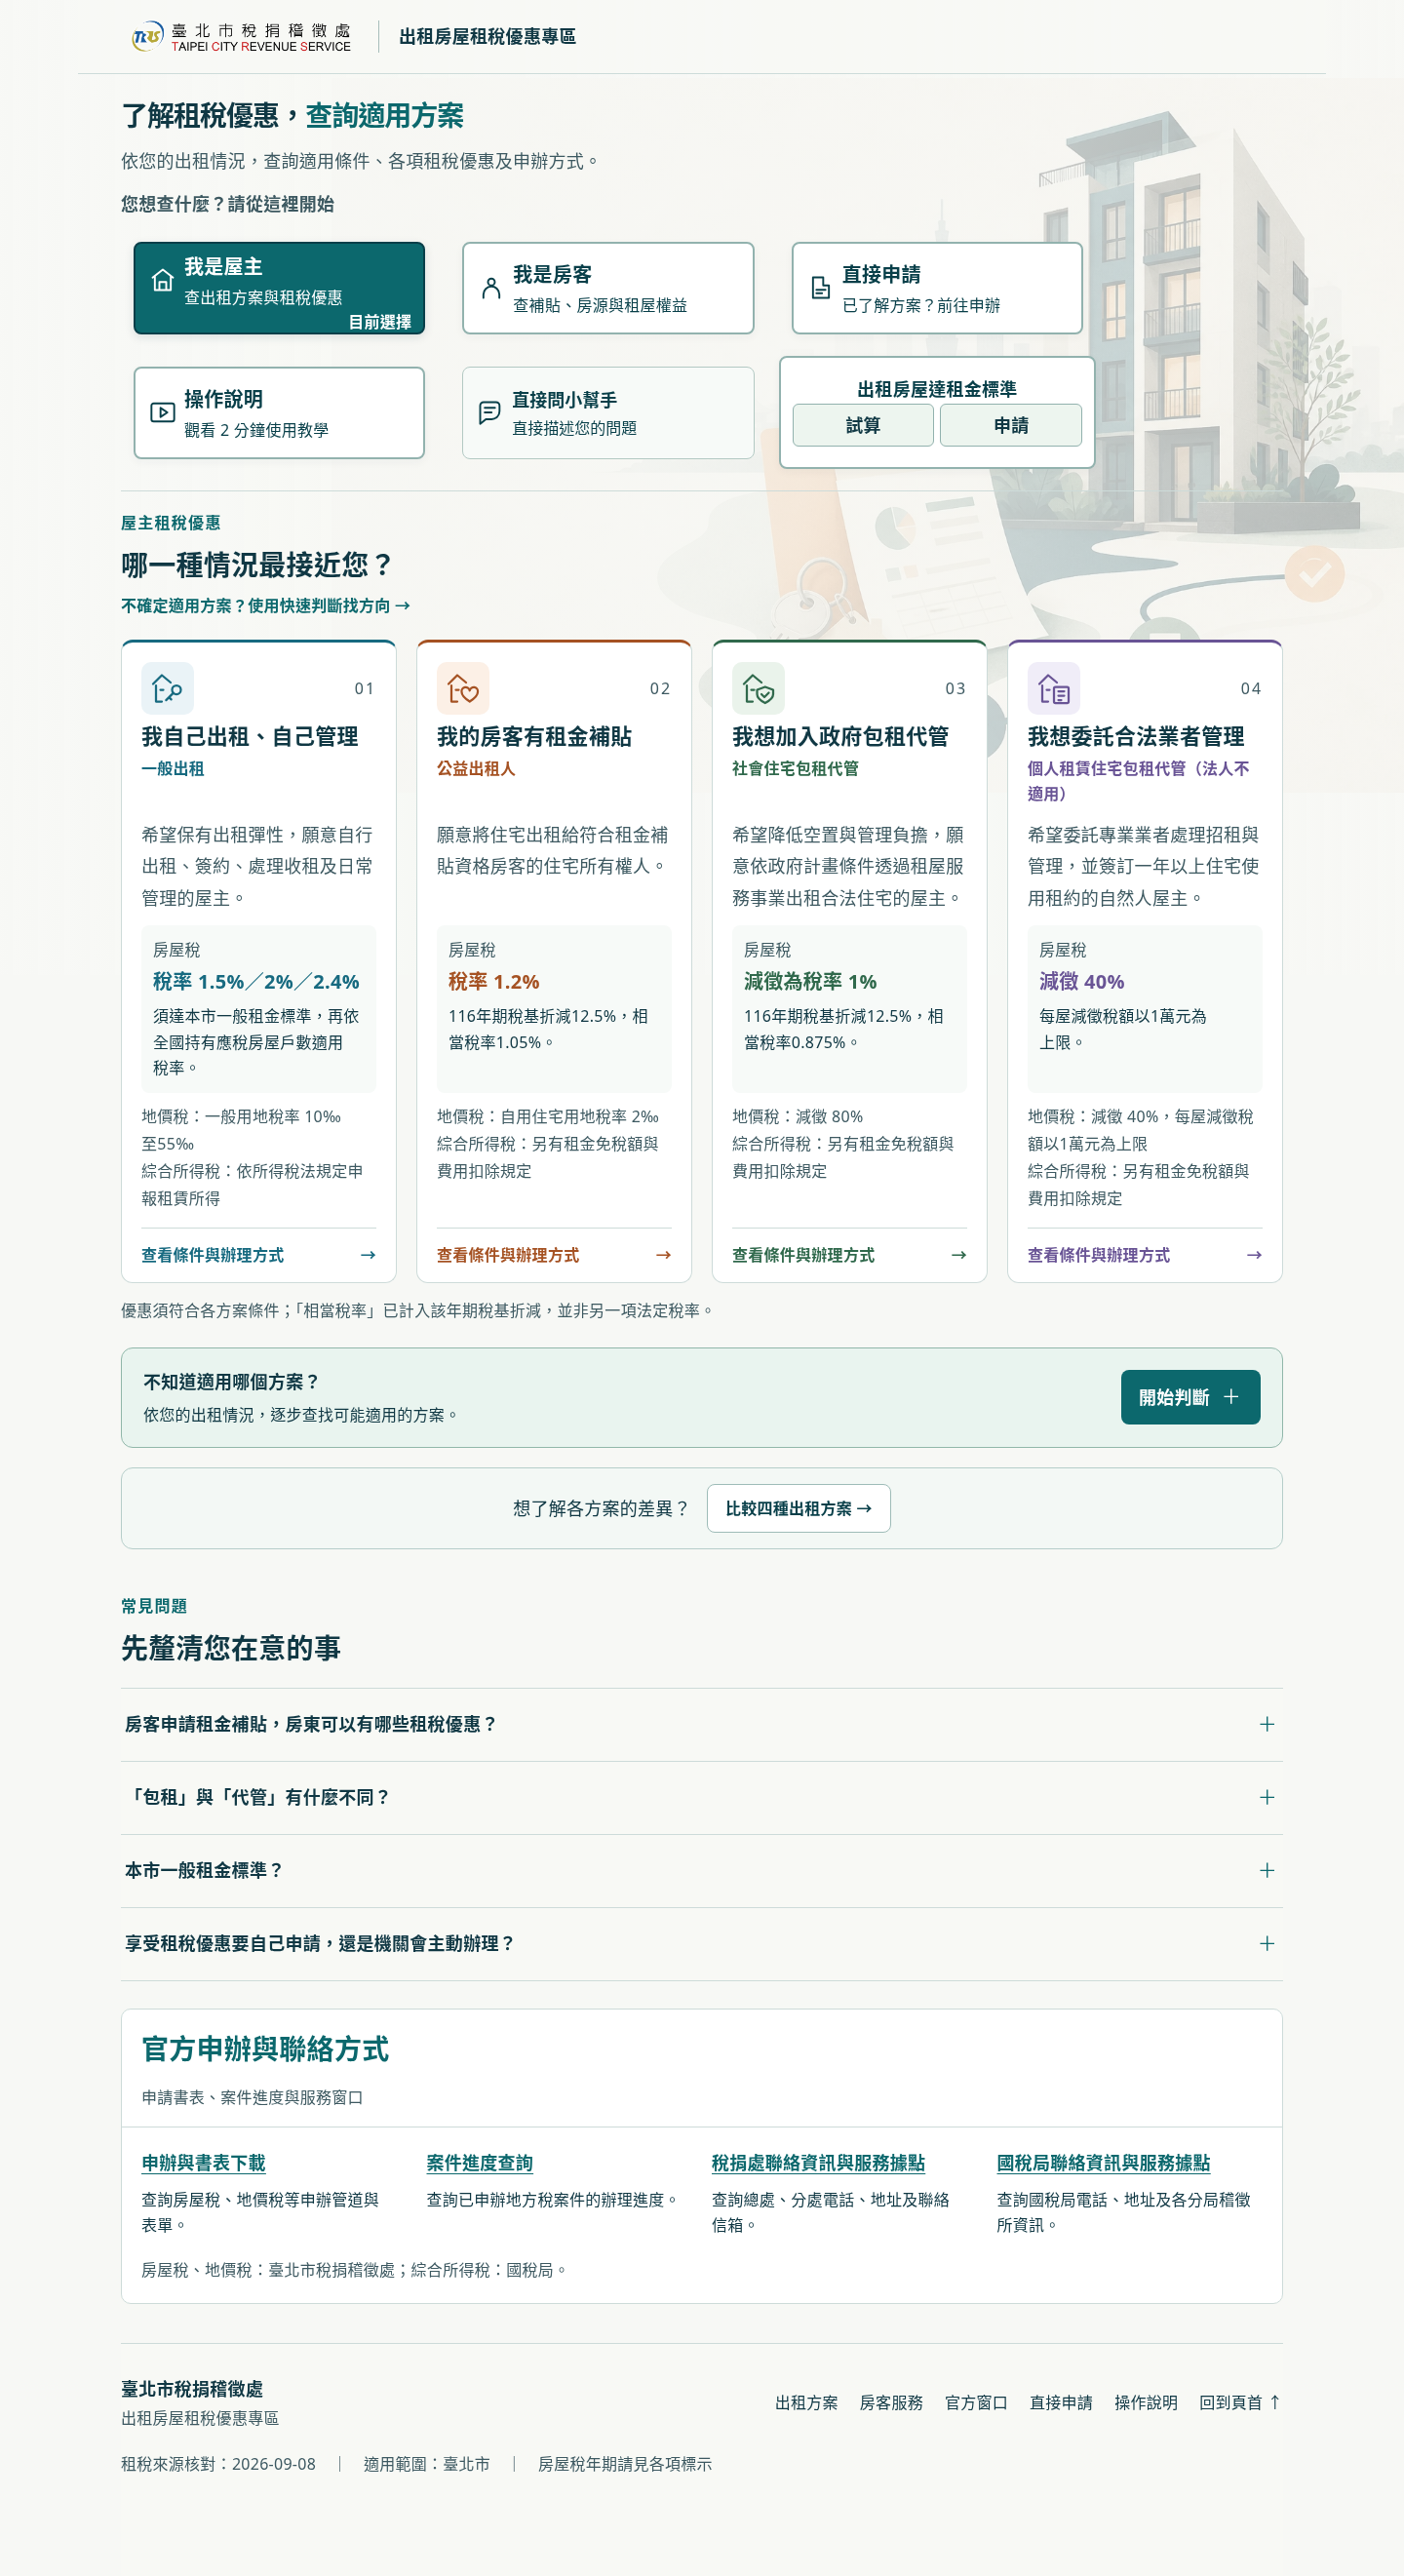 臺北市稅捐稽徵處
TAIPEI CITY REVENUE SERVICE
出租房屋租稅優惠專區
了解租稅優惠，查詢適用方案
依您的出租情況，查詢適用條件、各項租稅優惠及申辦方式。
您想查什麼？請從這裡開始
我是屋主
查出租方案與租稅優惠
目前選擇
我是房客
查補貼、房源與租屋權益
直接申請
已了解方案？前往申辦
操作說明
觀看 2 分鐘使用教學
直接問小幫手
直接描述您的問題
出租房屋達租金標準
試算
申請
屋主租稅優惠
哪一種情況最接近您？
不確定適用方案？使用快速判斷找方向 →
01
我自己出租、自己管理
一般出租
希望保有出租彈性，願意自行
出租、簽約、處理收租及日常
管理的屋主。
房屋稅
稅率 1.5%／2%／2.4%
須達本市一般租金標準，再依
全國持有應稅房屋戶數適用
稅率。
地價稅：一般用地稅率 10‰
至55‰
綜合所得稅：依所得稅法規定申
報租賃所得
查看條件與辦理方式 →
02
我的房客有租金補貼
公益出租人
願意將住宅出租給符合租金補
貼資格房客的住宅所有權人。
房屋稅
稅率 1.2%
116年期稅基折減12.5%，相
當稅率1.05%。
地價稅：自用住宅用地稅率 2‰
綜合所得稅：另有租金免稅額與
費用扣除規定
查看條件與辦理方式 →
03
我想加入政府包租代管
社會住宅包租代管
希望降低空置與管理負擔，願
意依政府計畫條件透過租屋服
務事業出租合法住宅的屋主。
房屋稅
減徵為稅率 1%
116年期稅基折減12.5%，相
當稅率0.875%。
地價稅：減徵 80%
綜合所得稅：另有租金免稅額與
費用扣除規定
查看條件與辦理方式 →
04
我想委託合法業者管理
個人租賃住宅包租代管（法人不
適用）
希望委託專業業者處理招租與
管理，並簽訂一年以上住宅使
用租約的自然人屋主。
房屋稅
減徵 40%
每屋減徵稅額以1萬元為
上限。
地價稅：減徵 40%，每屋減徵稅
額以1萬元為上限
綜合所得稅：另有租金免稅額與
費用扣除規定
查看條件與辦理方式 →
優惠須符合各方案條件；「相當稅率」已計入該年期稅基折減，並非另一項法定稅率。
不知道適用哪個方案？
依您的出租情況，逐步查找可能適用的方案。
開始判斷 ＋
想了解各方案的差異？
比較四種出租方案 →
常見問題
先釐清您在意的事
房客申請租金補貼，房東可以有哪些租稅優惠？ ＋
「包租」與「代管」有什麼不同？ ＋
本市一般租金標準？ ＋
享受租稅優惠要自己申請，還是機關會主動辦理？ ＋
官方申辦與聯絡方式
申請書表、案件進度與服務窗口
申辦與書表下載
查詢房屋稅、地價稅等申辦管道與
表單。
案件進度查詢
查詢已申辦地方稅案件的辦理進度。
稅捐處聯絡資訊與服務據點
查詢總處、分處電話、地址及聯絡
信箱。
國稅局聯絡資訊與服務據點
查詢國稅局電話、地址及各分局稽徵
所資訊。
房屋稅、地價稅：臺北市稅捐稽徵處；綜合所得稅：國稅局。
臺北市稅捐稽徵處
出租房屋租稅優惠專區
出租方案 房客服務 官方窗口 直接申請 操作說明 回到頁首 ↑
租稅來源核對：2026-09-08 ｜ 適用範圍：臺北市 ｜ 房屋稅年期請見各項標示